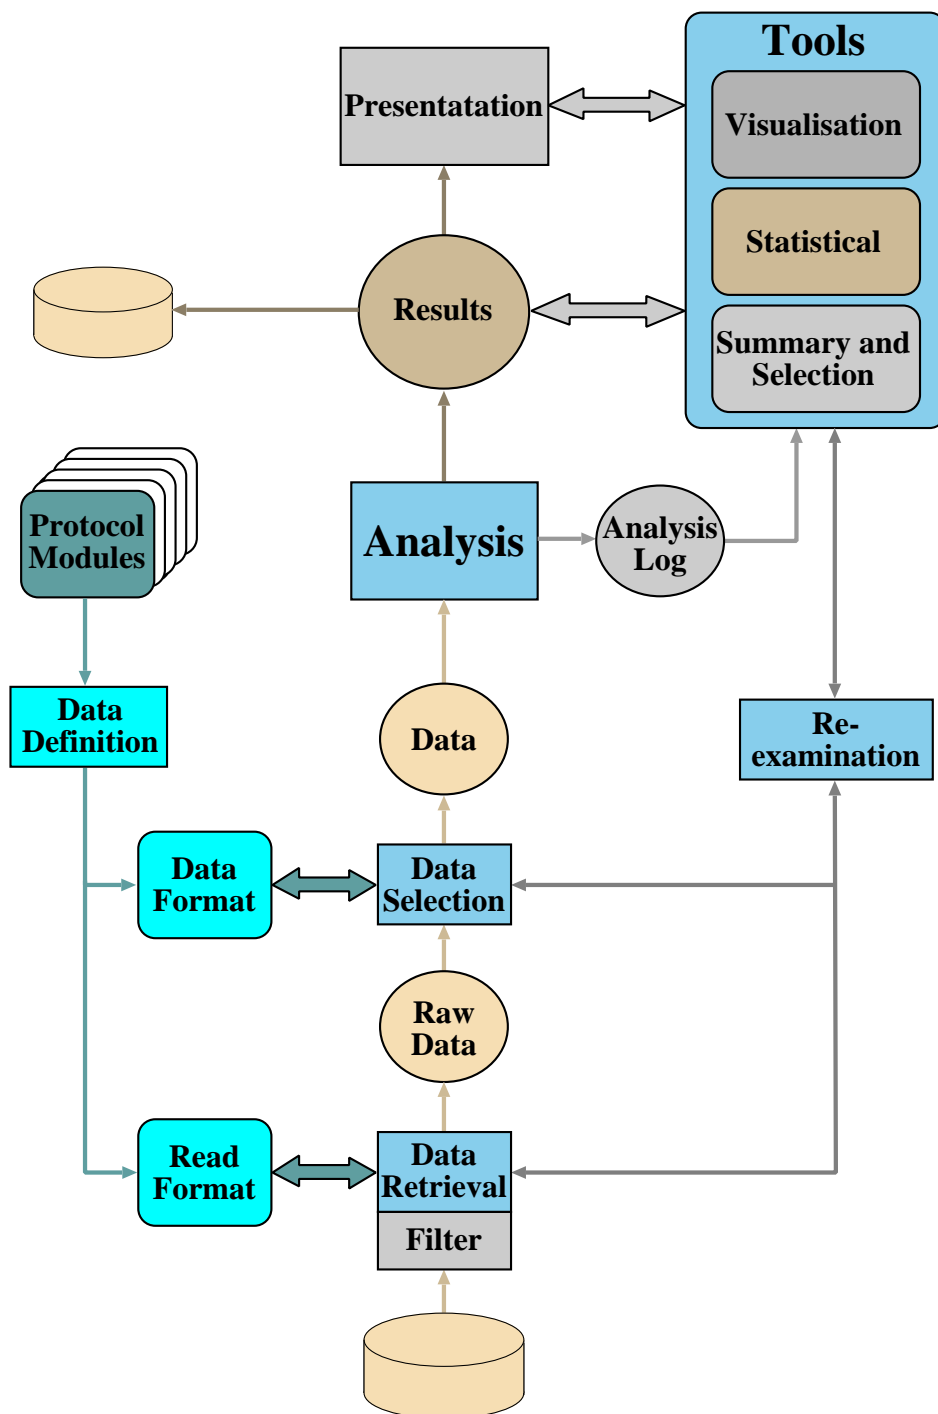 Tools
Presentatation
Visualisation
Statistical
Results
Summary and
Selection
Protocol
Modules
Analysis
Analysis
Log
Data
Definition
Data
Re-
examination
Data
Format
Data
Selection
Raw
Data
Read
Format
Data
Retrieval
Filter